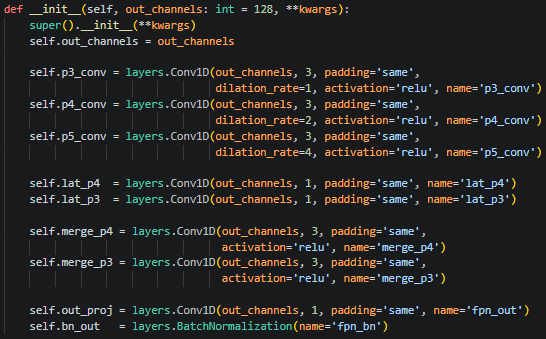 def __init__(self, out_channels: int = 128, **kwargs):
    super().__init__(**kwargs)
    self.out_channels = out_channels

    self.p3_conv = layers.Conv1D(out_channels, 3, padding='same',
                                 dilation_rate=1, activation='relu', name='p3_conv')
    self.p4_conv = layers.Conv1D(out_channels, 3, padding='same',
                                 dilation_rate=2, activation='relu', name='p4_conv')
    self.p5_conv = layers.Conv1D(out_channels, 3, padding='same',
                                 dilation_rate=4, activation='relu', name='p5_conv')

    self.lat_p4  = layers.Conv1D(out_channels, 1, padding='same', name='lat_p4')
    self.lat_p3  = layers.Conv1D(out_channels, 1, padding='same', name='lat_p3')

    self.merge_p4 = layers.Conv1D(out_channels, 3, padding='same',
                                  activation='relu', name='merge_p4')
    self.merge_p3 = layers.Conv1D(out_channels, 3, padding='same',
                                  activation='relu', name='merge_p3')

    self.out_proj = layers.Conv1D(out_channels, 1, padding='same', name='fpn_out')
    self.bn_out   = layers.BatchNormalization(name='fpn_bn')